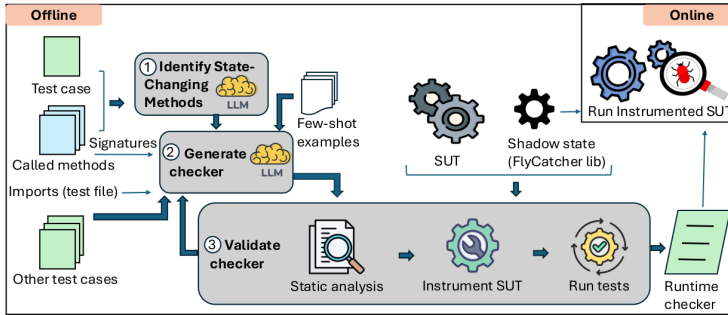 Offline
Online
Test case
Called methods
Signatures
Imports (test file)
Other test cases
① Identify State-
Changing
Methods
LLM
Few-shot
examples
② Generate
checker
LLM
SUT
Shadow state
(FlyCatcher lib)
Run Instrumented SUT
③ Validate
checker
Static analysis
Instrument SUT
Run tests
Runtime
checker